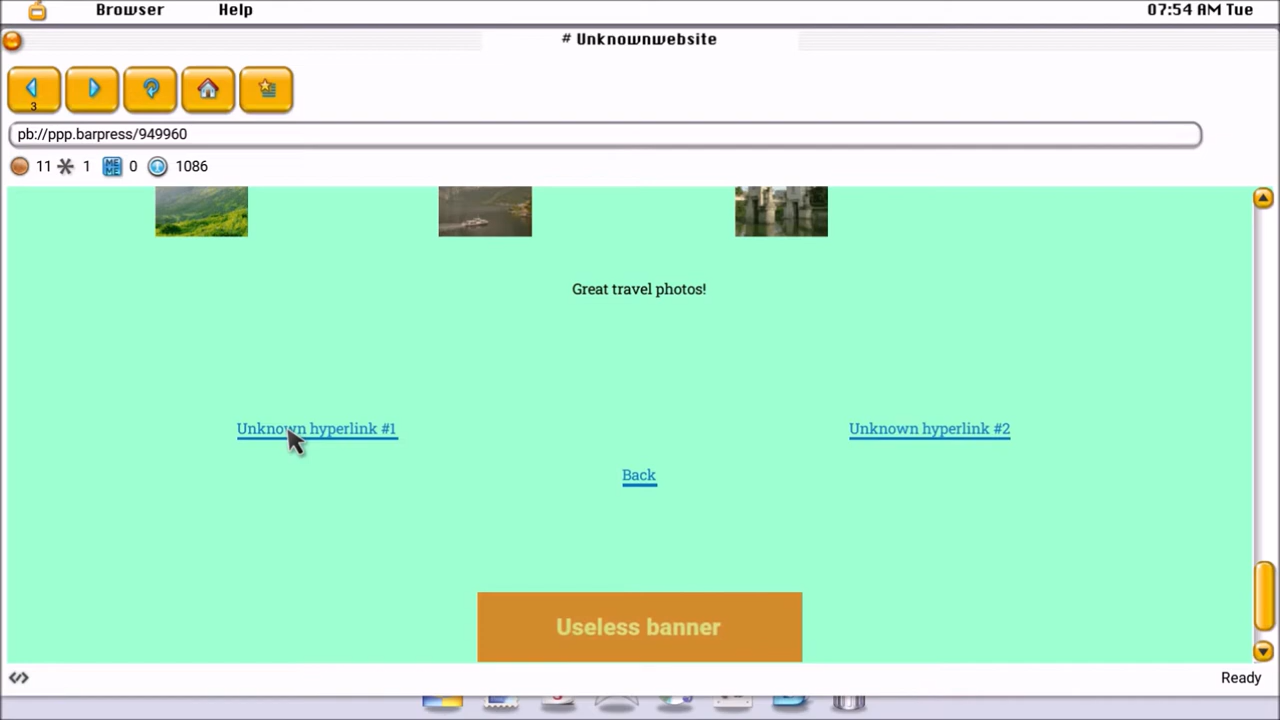 Browser Help 07:54 AM Tue
# Unknownwebsite
3
pb://ppp.barpress/949960
11 1 MEME 0 1086
Great travel photos!
Unknown hyperlink #1 Unknown hyperlink #2
Back
Useless banner
Ready